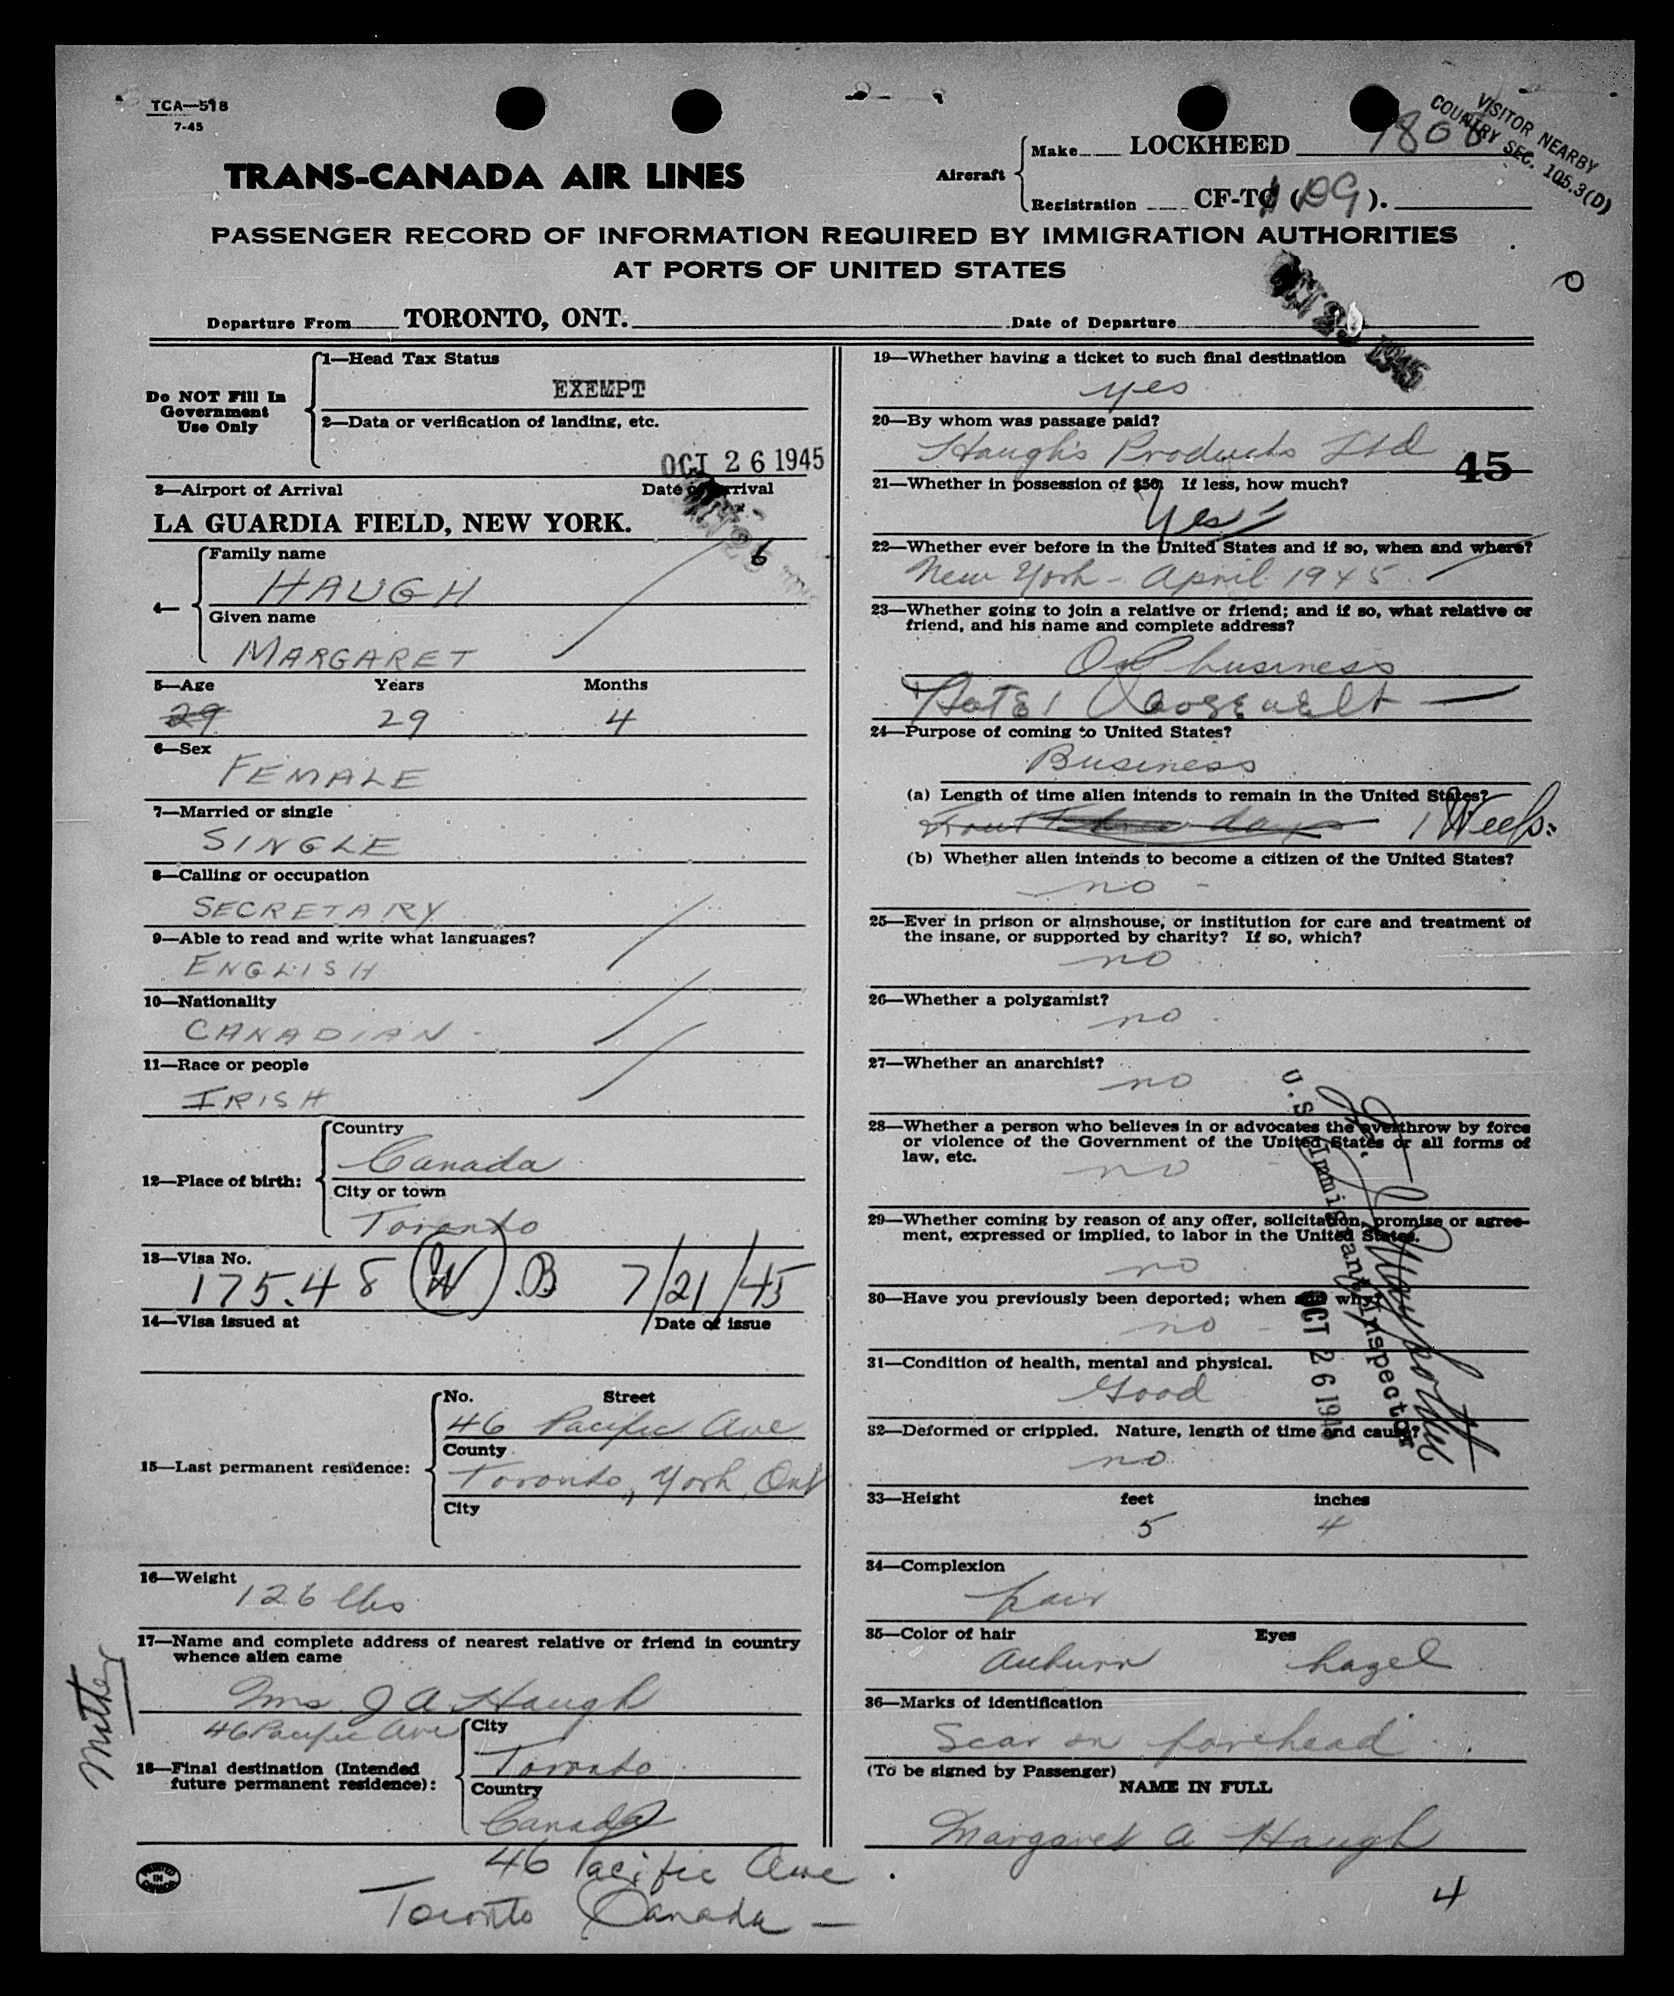 TCA—518
7-45
VISITOR NEARBY
COUNTRY SEC. 105.3(D)
TRANS-CANADA AIR LINES
Aircraft
Make LOCKHEED
Registration CF-TC ( ).
PASSENGER RECORD OF INFORMATION REQUIRED BY IMMIGRATION AUTHORITIES
AT PORTS OF UNITED STATES
Departure From TORONTO, ONT. Date of Departure
1945
Do NOT Fill In
Government
Use Only
1—Head Tax Status
EXEMPT
2—Data or verification of landing, etc.
OCT 26 1945
3—Airport of Arrival Date of Arrival
LA GUARDIA FIELD, NEW YORK.
6
4—
Family name
HAUGH
Given name
MARGARET
5—Age Years Months
29 29 4
6—Sex
FEMALE
7—Married or single
SINGLE
8—Calling or occupation
SECRETARY
9—Able to read and write what languages?
ENGLISH
10—Nationality
CANADIAN -
11—Race or people
IRISH
12—Place of birth:
Country
Canada
City or town
Toronto
13—Visa No.
175.48 (W).B 7/21/45
14—Visa issued at Date of issue
15—Last permanent residence:
No. Street
46 Pacific Ave
County
Toronto, York, Ont
City
16—Weight
126 lbs
17—Name and complete address of nearest relative or friend in country
whence alien came
Mother
Mrs J A Haugh
46 Pacific Ave
18—Final destination (Intended
future permanent residence):
City
Toronto
Country
Canada
46 Pacific Ave.
Toronto Canada —
PRINTED
IN
CANADA
19—Whether having a ticket to such final destination
yes
20—By whom was passage paid?
Haugh's Products Ltd
45
21—Whether in possession of $50. If less, how much?
Yes
22—Whether ever before in the United States and if so, when and where?
New York - April 1945
23—Whether going to join a relative or friend; and if so, what relative or
friend, and his name and complete address?
On business
Hotel Roosevelt —
24—Purpose of coming to United States?
Business
(a) Length of time alien intends to remain in the United States?
days 1 Week
(b) Whether alien intends to become a citizen of the United States?
no -
25—Ever in prison or almshouse, or institution for care and treatment of
the insane, or supported by charity? If so, which?
no
26—Whether a polygamist?
no
27—Whether an anarchist?
no
28—Whether a person who believes in or advocates the overthrow by force
or violence of the Government of the United States or all forms of
law, etc.
no
29—Whether coming by reason of any offer, solicitation, promise or agree-
ment, expressed or implied, to labor in the United States.
no
30—Have you previously been deported; when and why?
no -
U.S. Immigrant Inspector
OCT 26 1945
31—Condition of health, mental and physical.
Good
32—Deformed or crippled. Nature, length of time and cause?
no
33—Height feet inches
5 4
34—Complexion
fair
35—Color of hair Eyes
Auburn hazel
36—Marks of identification
Scar on forehead
(To be signed by Passenger)
NAME IN FULL
Margaret A Haugh
4